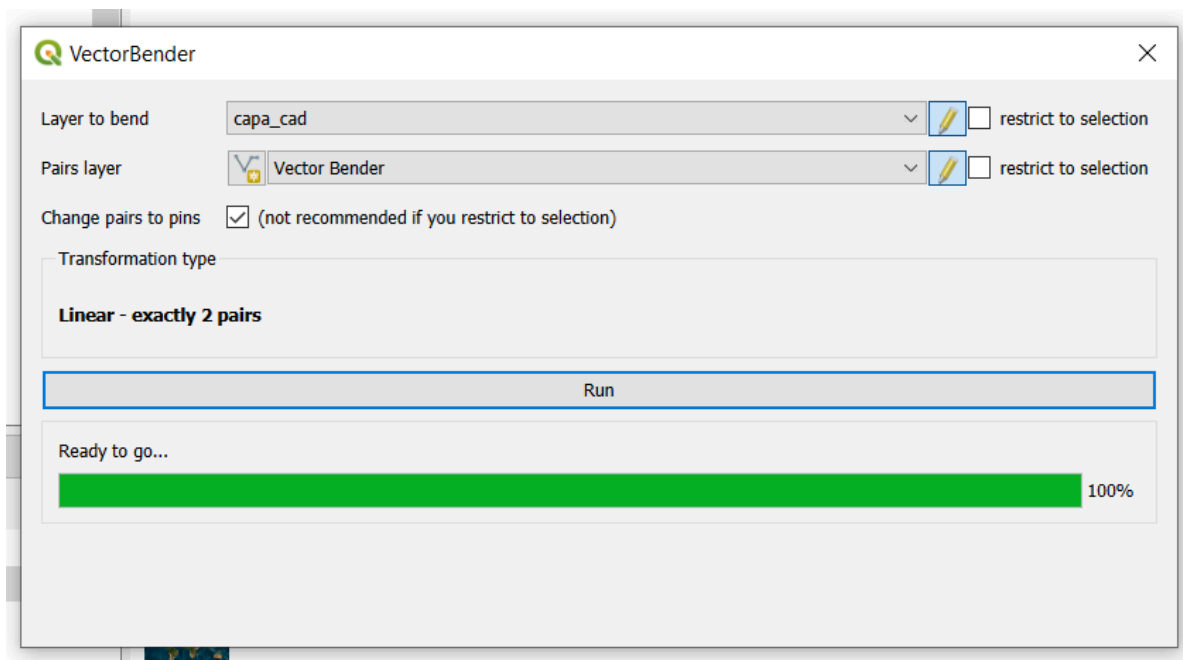 VectorBender
Layer to bend capa_cad restrict to selection
Pairs layer Vector Bender restrict to selection
Change pairs to pins (not recommended if you restrict to selection)
Transformation type
Linear - exactly 2 pairs
Run
Ready to go...
100%